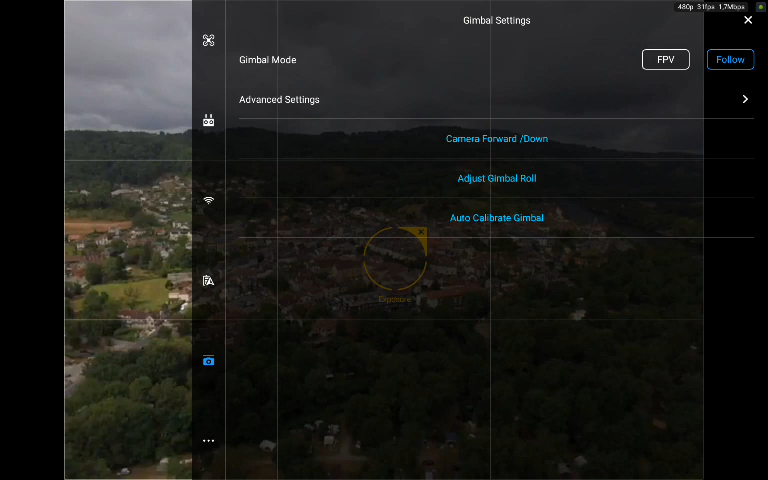 480p 31fps 1,7Mbps
Gimbal Settings
Gimbal Mode
FPV
Follow
Advanced Settings
Camera Forward /Down
Adjust Gimbal Roll
Auto Calibrate Gimbal
Exposure